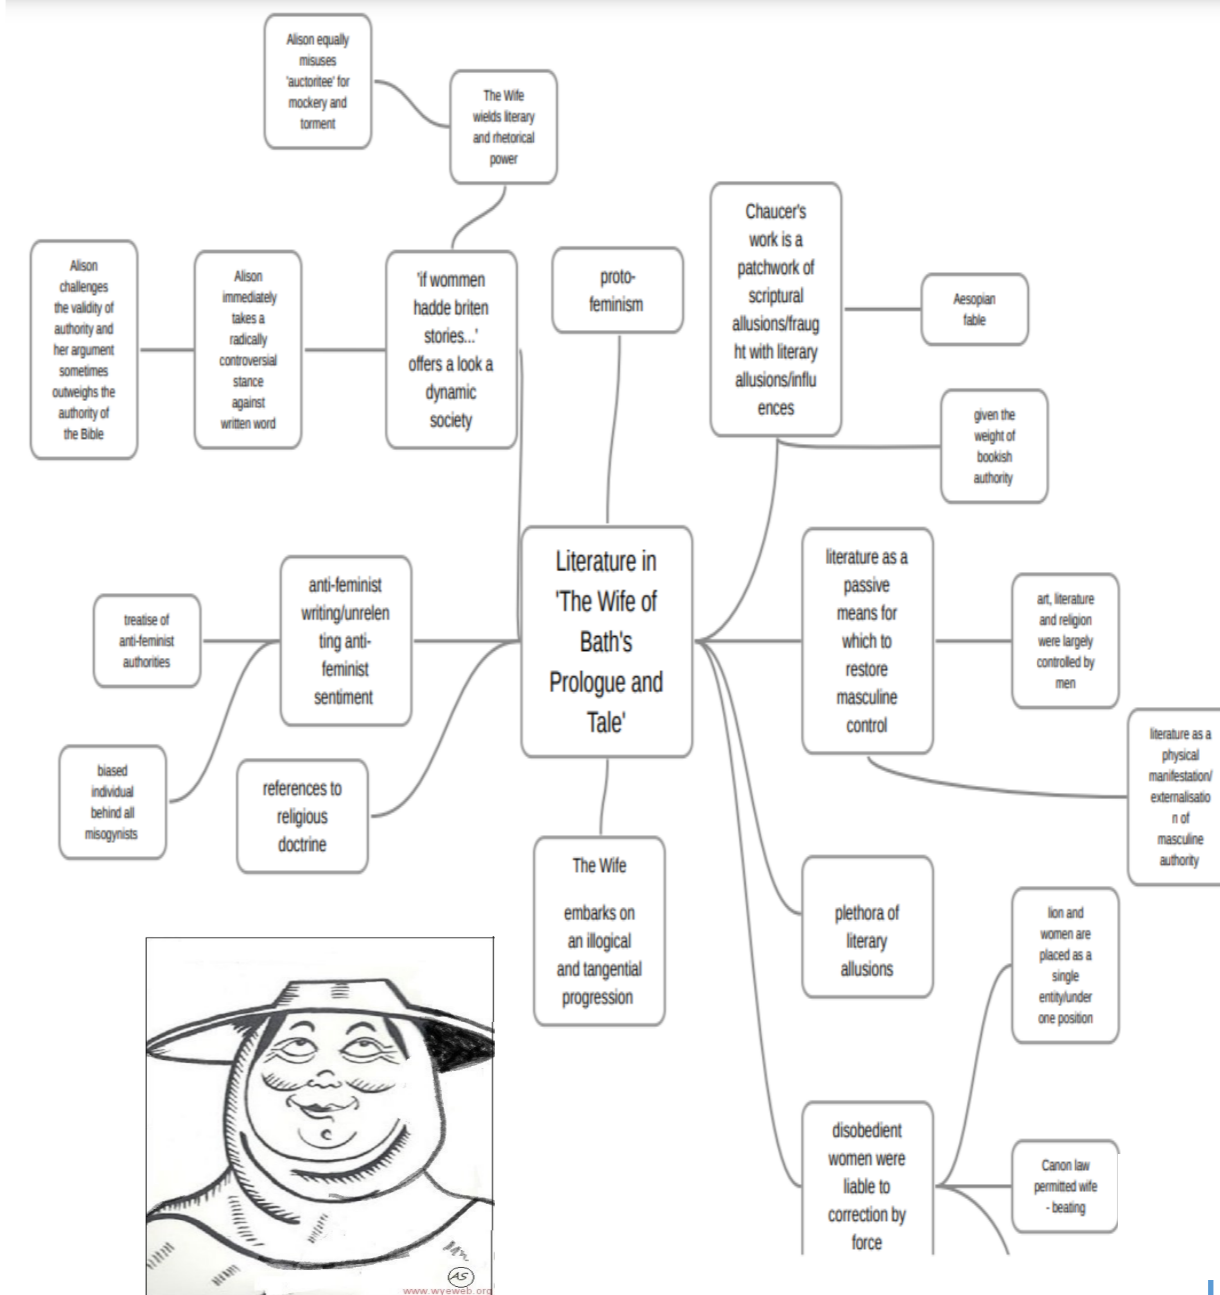 Alison equally
misuses
'auctoritee' for
mockery and
torment
The Wife
wields literary
and rhetorical
power
Chaucer's
work is a
patchwork of
scriptural
allusions/fraug
ht with literary
allusions/influ
ences
Aesopian
fable
given the
weight of
bookish
authority
proto-
feminism
'if wommen
hadde briten
stories...'
offers a look a
dynamic
society
Alison
immediately
takes a
radically
controversial
stance
against
written word
Alison
challenges
the validity of
authority and
her argument
sometimes
outweighs the
authority of
the Bible
Literature in
'The Wife of
Bath's
Prologue and
Tale'
literature as a
passive
means for
which to
restore
masculine
control
art, literature
and religion
were largely
controlled by
men
literature as a
physical
manifestation/
externalisatio
n of
masculine
authority
anti-feminist
writing/unrelen
ting anti-
feminist
sentiment
treatise of
anti-feminist
authorities
biased
individual
behind all
misogynists
references to
religious
doctrine
The Wife
embarks on
an illogical
and tangential
progression
plethora of
literary
allusions
lion and
women are
placed as a
single
entity/under
one position
disobedient
women were
liable to
correction by
force
Canon law
permitted wife
- beating
AS
www.wyeweb.org